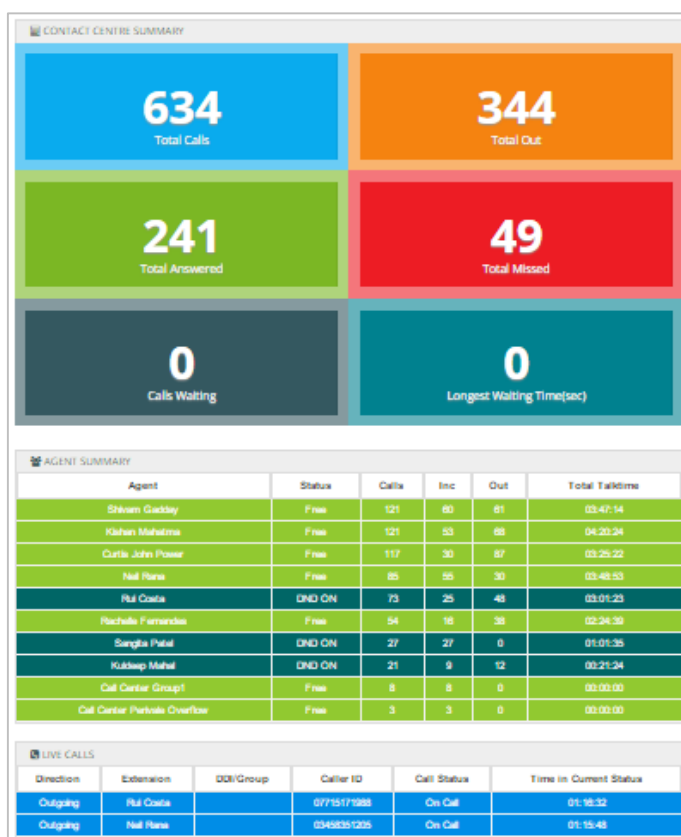 CONTACT CENTRE SUMMARY
634 344
Total Calls Total Out
241 49
Total Answered Total Missed
0 0
Calls Waiting Longest Waiting Time(sec)
AGENT SUMMARY
Agent Status Calls Inc Out Total Talktime
Shivam Gadday Free 121 60 61 03:47:14
Kishan Mahatma Free 121 53 68 04:20:24
Curtis John Power Free 117 30 87 03:25:22
Neil Rana Free 85 55 30 03:48:53
Rui Costa DND ON 73 25 48 03:01:23
Rachelle Fernandes Free 54 16 38 02:24:39
Sangita Patel DND ON 27 27 0 01:01:35
Kuldeep Mahal DND ON 21 9 12 00:21:24
Call Center Group1 Free 8 8 0 00:00:00
Call Center Perivale Overflow Free 3 3 0 00:00:00
LIVE CALLS
Direction Extension DDI/Group Caller ID Call Status Time in Current Status
Outgoing Rui Costa 07715171988 On Call 01:16:32
Outgoing Neil Rana 03458351205 On Call 01:15:48